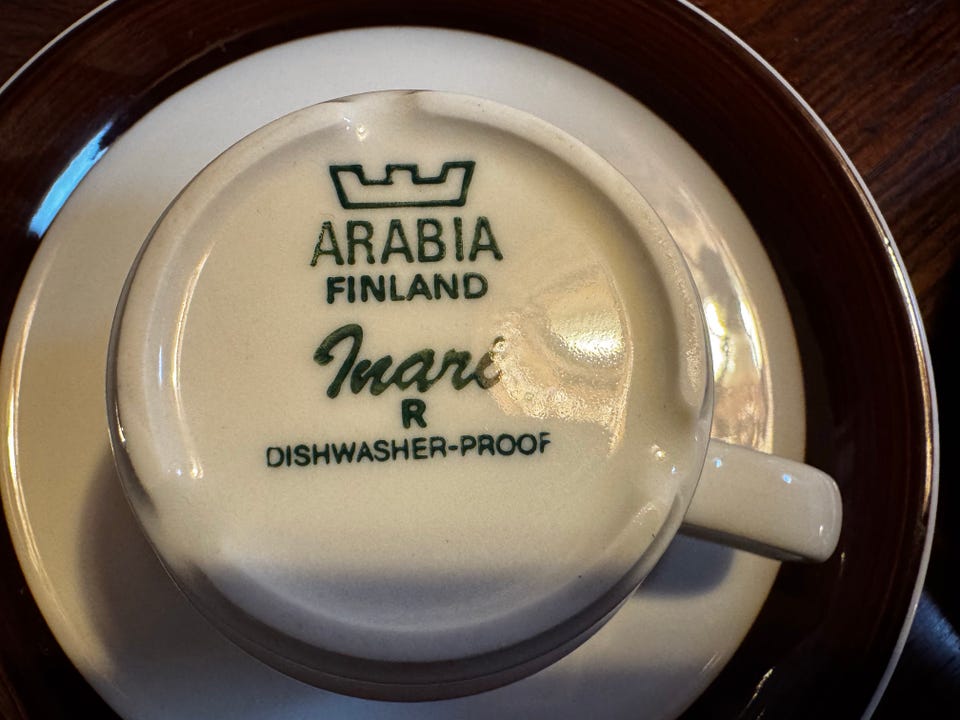 ARABIA
FINLAND
Inari
R
DISHWASHER-PROOF